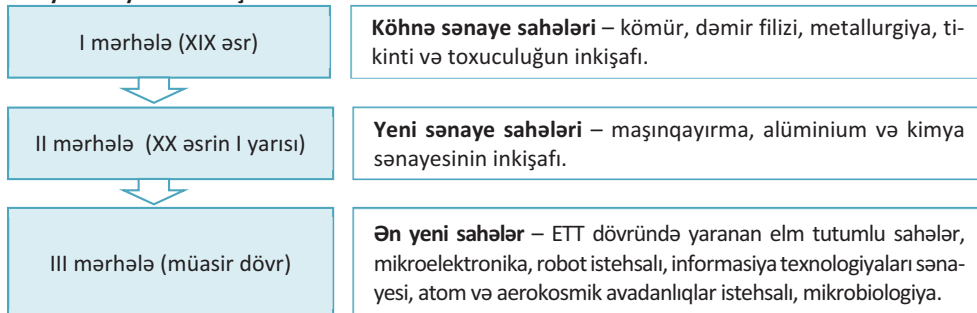 I mərhələ (XIX əsr)
Köhnə sənaye sahələri – kömür, dəmir filizi, metallurgiya, ti-
kinti və toxuculuğun inkişafı.
II mərhələ (XX əsrin I yarısı)
Yeni sənaye sahələri – maşınqayırma, alüminium və kimya
sənayesinin inkişafı.
III mərhələ (müasir dövr)
Ən yeni sahələr – ETT dövründə yaranan elm tutumlu sahələr,
mikroelektronika, robot istehsalı, informasiya texnologiyaları səna-
yesi, atom və aerokosmik avadanlıqlar istehsalı, mikrobiologiya.